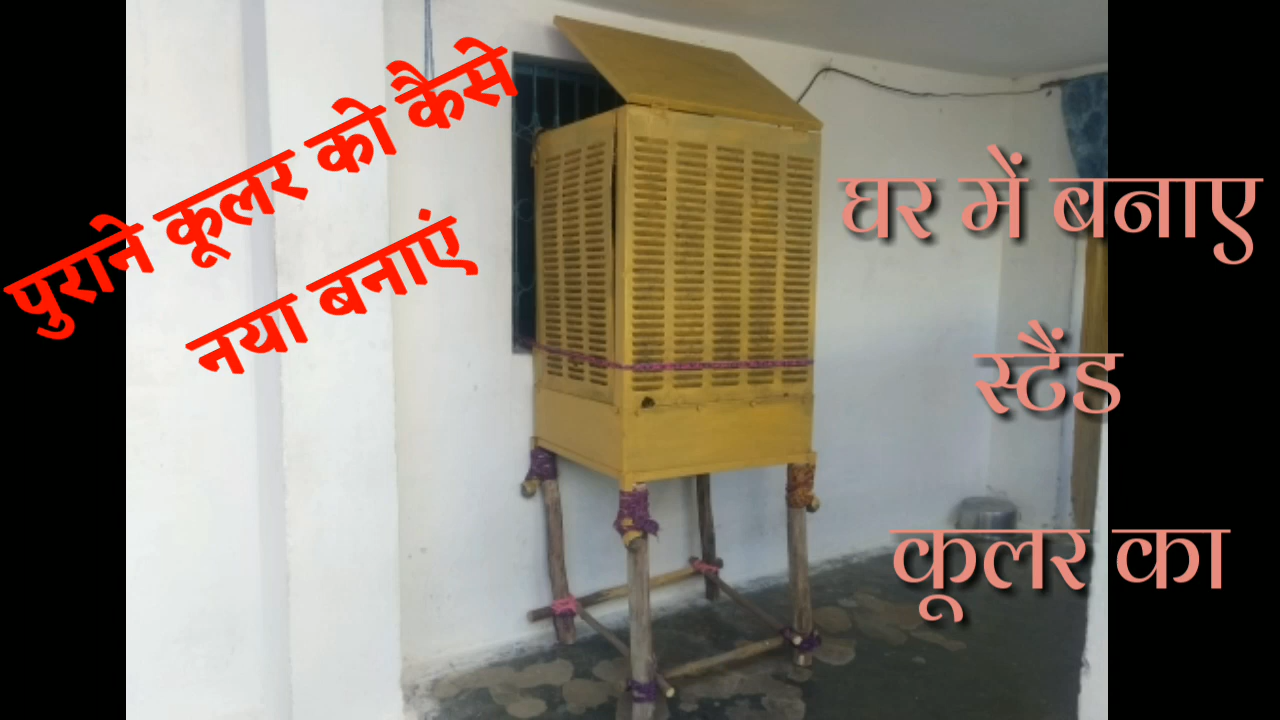 पुराने कूलर को कैसे
नया बनाएं
घर में बनाए
स्टैंड
कूलर का